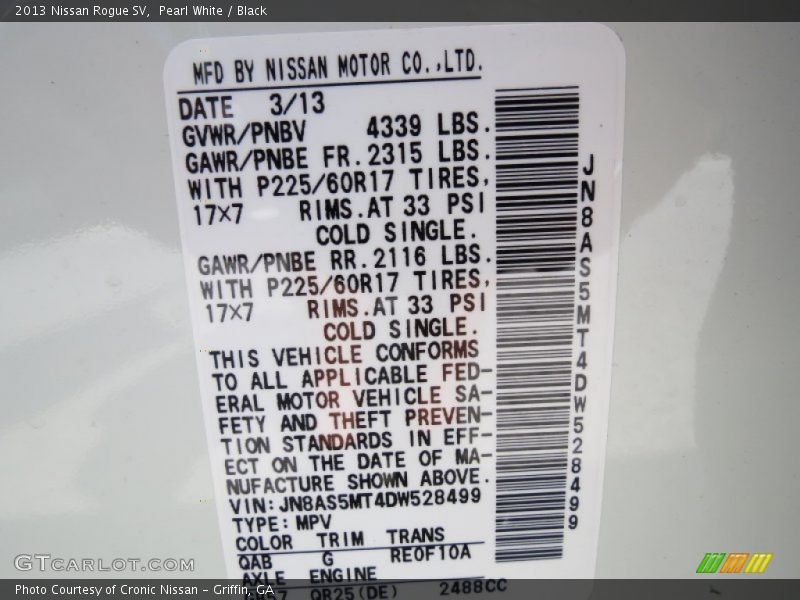 2013 Nissan Rogue SV, Pearl White / Black
MFD BY NISSAN MOTOR CO.,LTD.
DATE 3/13
GVWR/PNBV 4339 LBS.
GAWR/PNBE FR. 2315 LBS.
WITH P225/60R17 TIRES,
17×7 RIMS. AT 33 PSI
COLD SINGLE.
GAWR/PNBE RR. 2116 LBS.
WITH P225/60R17 TIRES,
17×7 RIMS. AT 33 PSI
COLD SINGLE.
THIS VEHICLE CONFORMS
TO ALL APPLICABLE FED-
ERAL MOTOR VEHICLE SA-
FETY AND THEFT PREVEN-
TION STANDARDS IN EFF-
ECT ON THE DATE OF MA-
NUFACTURE SHOWN ABOVE.
VIN: JN8AS5MT4DW528499
TYPE: MPV
COLOR TRIM TRANS
QAB G RE0F10A
AXLE ENGINE
QR25(DE) 2488CC
JN8AS5MT4DW528499
GTCARLOT.COM
Photo Courtesy of Cronic Nissan – Griffin, GA